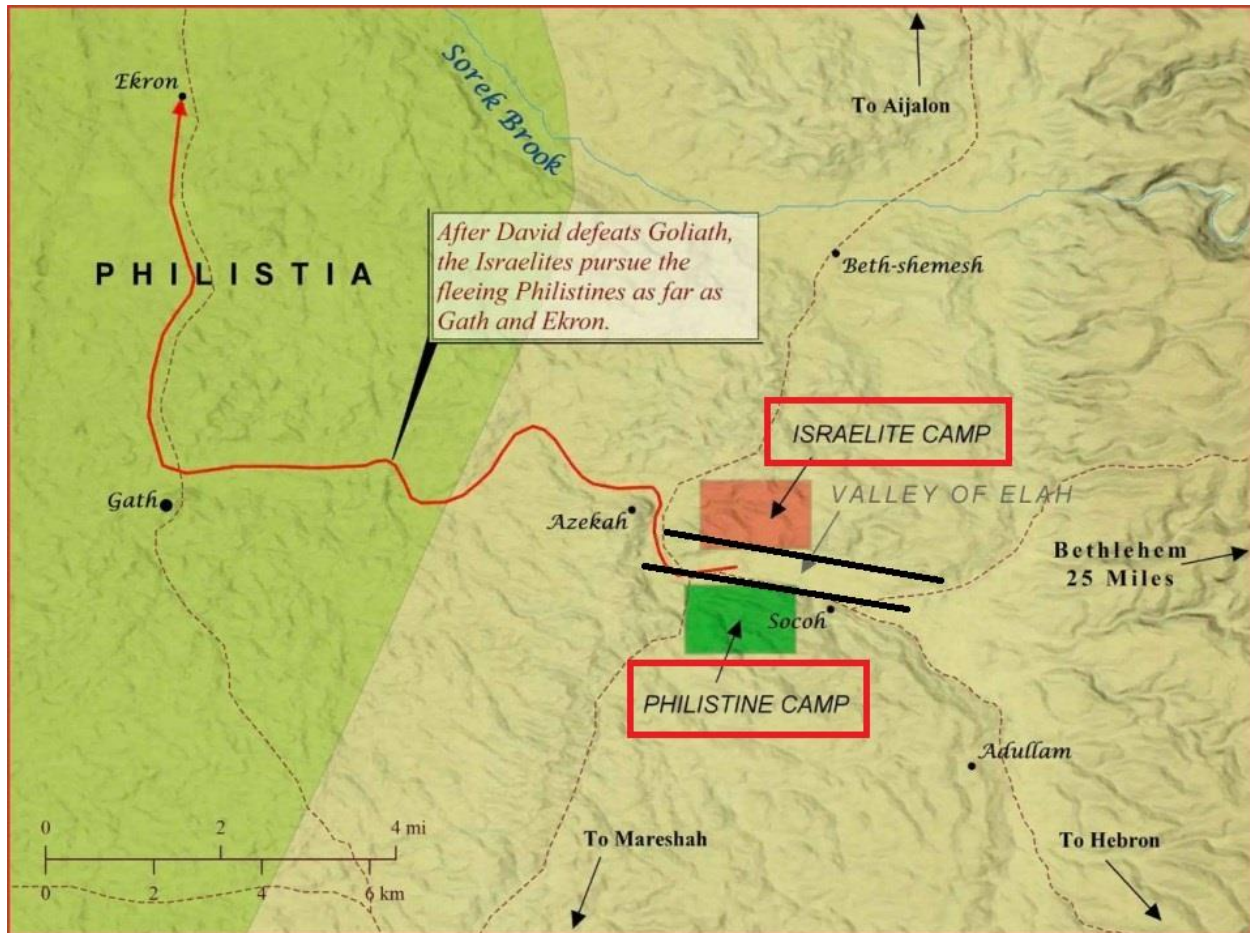 Ekron
Sorek Brook
To Aijalon
After David defeats Goliath,
the Israelites pursue the
fleeing Philistines as far as
Gath and Ekron.
PHILISTIA
Beth-shemesh
ISRAELITE CAMP
VALLEY OF ELAH
Gath
Azekah
Bethlehem
25 Miles
Socoh
PHILISTINE CAMP
Adullam
0 2 4 mi
0 2 4 6 km
To Mareshah
To Hebron